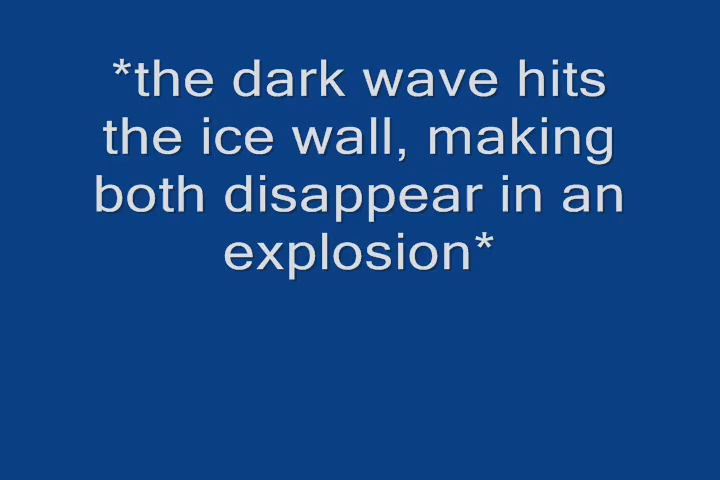 *the dark wave hits
the ice wall, making
both disappear in an
explosion*